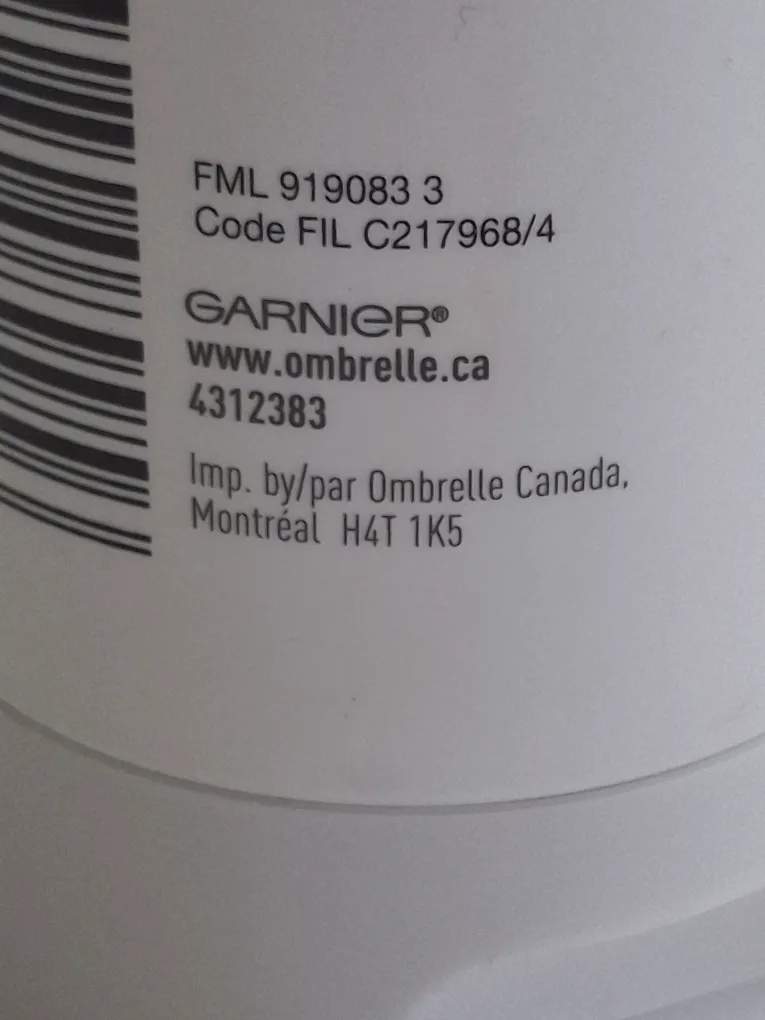 FML 919083 3
Code FIL C217968/4
GARNIER®
www.ombrelle.ca
4312383
Imp. by/par Ombrelle Canada,
Montréal H4T 1K5